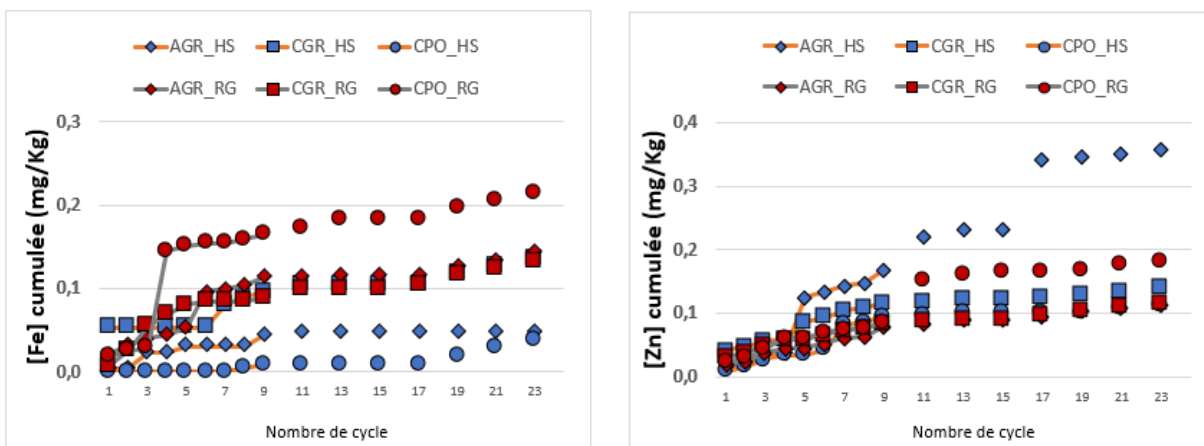 AGR_HS CGR_HS CPO_HS
AGR_RG CGR_RG CPO_RG
[Fe] cumulée (mg/Kg)
0,3
0,2
0,1
0,0
1 3 5 7 9 11 13 15 17 19 21 23
Nombre de cycle
AGR_HS CGR_HS CPO_HS
AGR_RG CGR_RG CPO_RG
[Zn] cumulée (mg/Kg)
0,4
0,3
0,2
0,1
0,0
1 3 5 7 9 11 13 15 17 19 21 23
Nombre de cycle